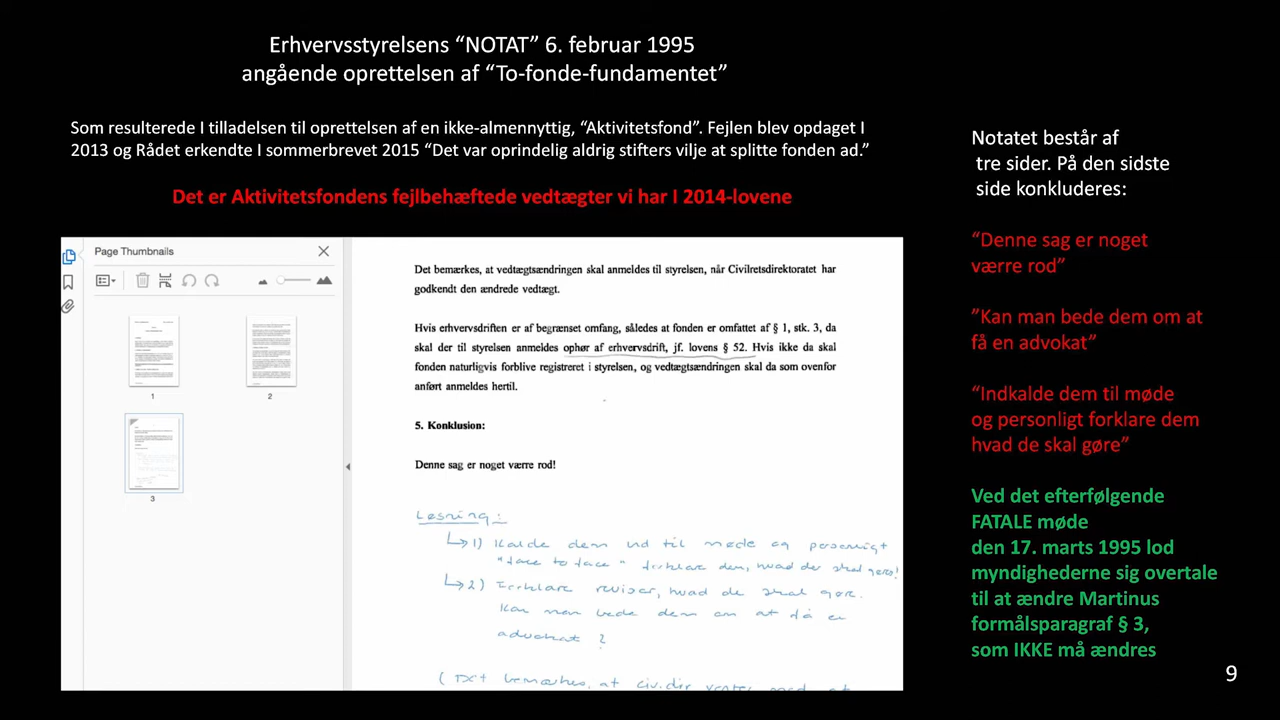 Erhvervsstyrelsens “NOTAT” 6. februar 1995
angående oprettelsen af “To-fonde-fundamentet”
Som resulterede I tilladelsen til oprettelsen af en ikke-almennyttig, “Aktivitetsfond”. Fejlen blev opdaget I
2013 og Rådet erkendte I sommerbrevet 2015 “Det var oprindelig aldrig stifters vilje at splitte fonden ad.”
Det er Aktivitetsfondens fejlbehæftede vedtægter vi har I 2014-lovene
Page Thumbnails
1
2
3
Det bemærkes, at vedtægtsændringen skal anmeldes til styrelsen, når Civilretsdirektoratet har
godkendt den ændrede vedtægt.
Hvis erhvervsdriften er af begrænset omfang, således at fonden er omfattet af § 1, stk. 3, da
skal der til styrelsen anmeldes ophør af erhvervsdrift, jf. lovens § 52. Hvis ikke da skal
fonden naturligvis forblive registreret i styrelsen, og vedtægtsændringen skal da som ovenfor
anført anmeldes hertil.
5. Konklusion:
Denne sag er noget værre rod!
Løsning:
1) Kalde dem ud til møde og personligt
"face to face" forklare dem, hvad der skal gøres!
2) Forklare revisor, hvad de skal gøre.
Kan man bede dem om at få en
advokat?
(Det bemærkes, at civ.dir venter med at
Notatet består af
tre sider. På den sidste
side konkluderes:
“Denne sag er noget
værre rod”
”Kan man bede dem om at
få en advokat”
“Indkalde dem til møde
og personligt forklare dem
hvad de skal gøre”
Ved det efterfølgende
FATALE møde
den 17. marts 1995 lod
myndighederne sig overtale
til at ændre Martinus
formålsparagraf § 3,
som IKKE må ændres
9